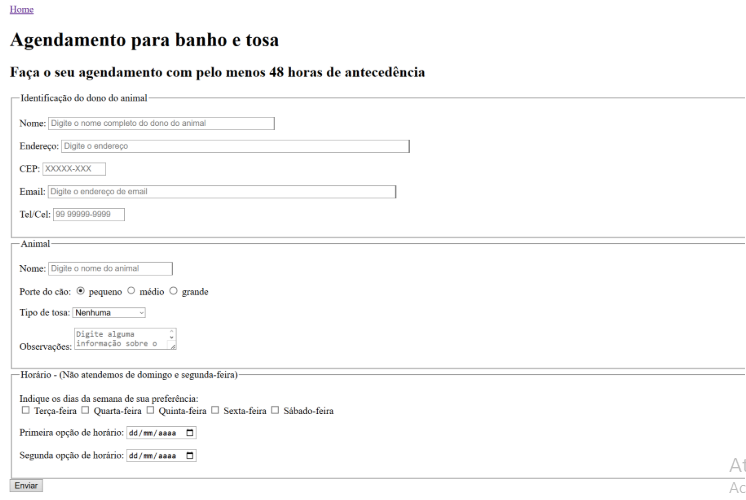 Home
Agendamento para banho e tosa
Faça o seu agendamento com pelo menos 48 horas de antecedência
Identificação do dono do animal
Nome: Digite o nome completo do dono do animal
Endereço: Digite o endereço
CEP: XXXXX-XXX
Email: Digite o endereço de email
Tel/Cel: 99 99999-9999
Animal
Nome: Digite o nome do animal
Porte do cão: pequeno médio grande
Tipo de tosa: Nenhuma
Observações: Digite alguma
informação sobre o
Horário - (Não atendemos de domingo e segunda-feira)
Indique os dias da semana de sua preferência:
Terça-feira Quarta-feira Quinta-feira Sexta-feira Sábado-feira
Primeira opção de horário: dd/mm/aaaa
Segunda opção de horário: dd/mm/aaaa
Enviar